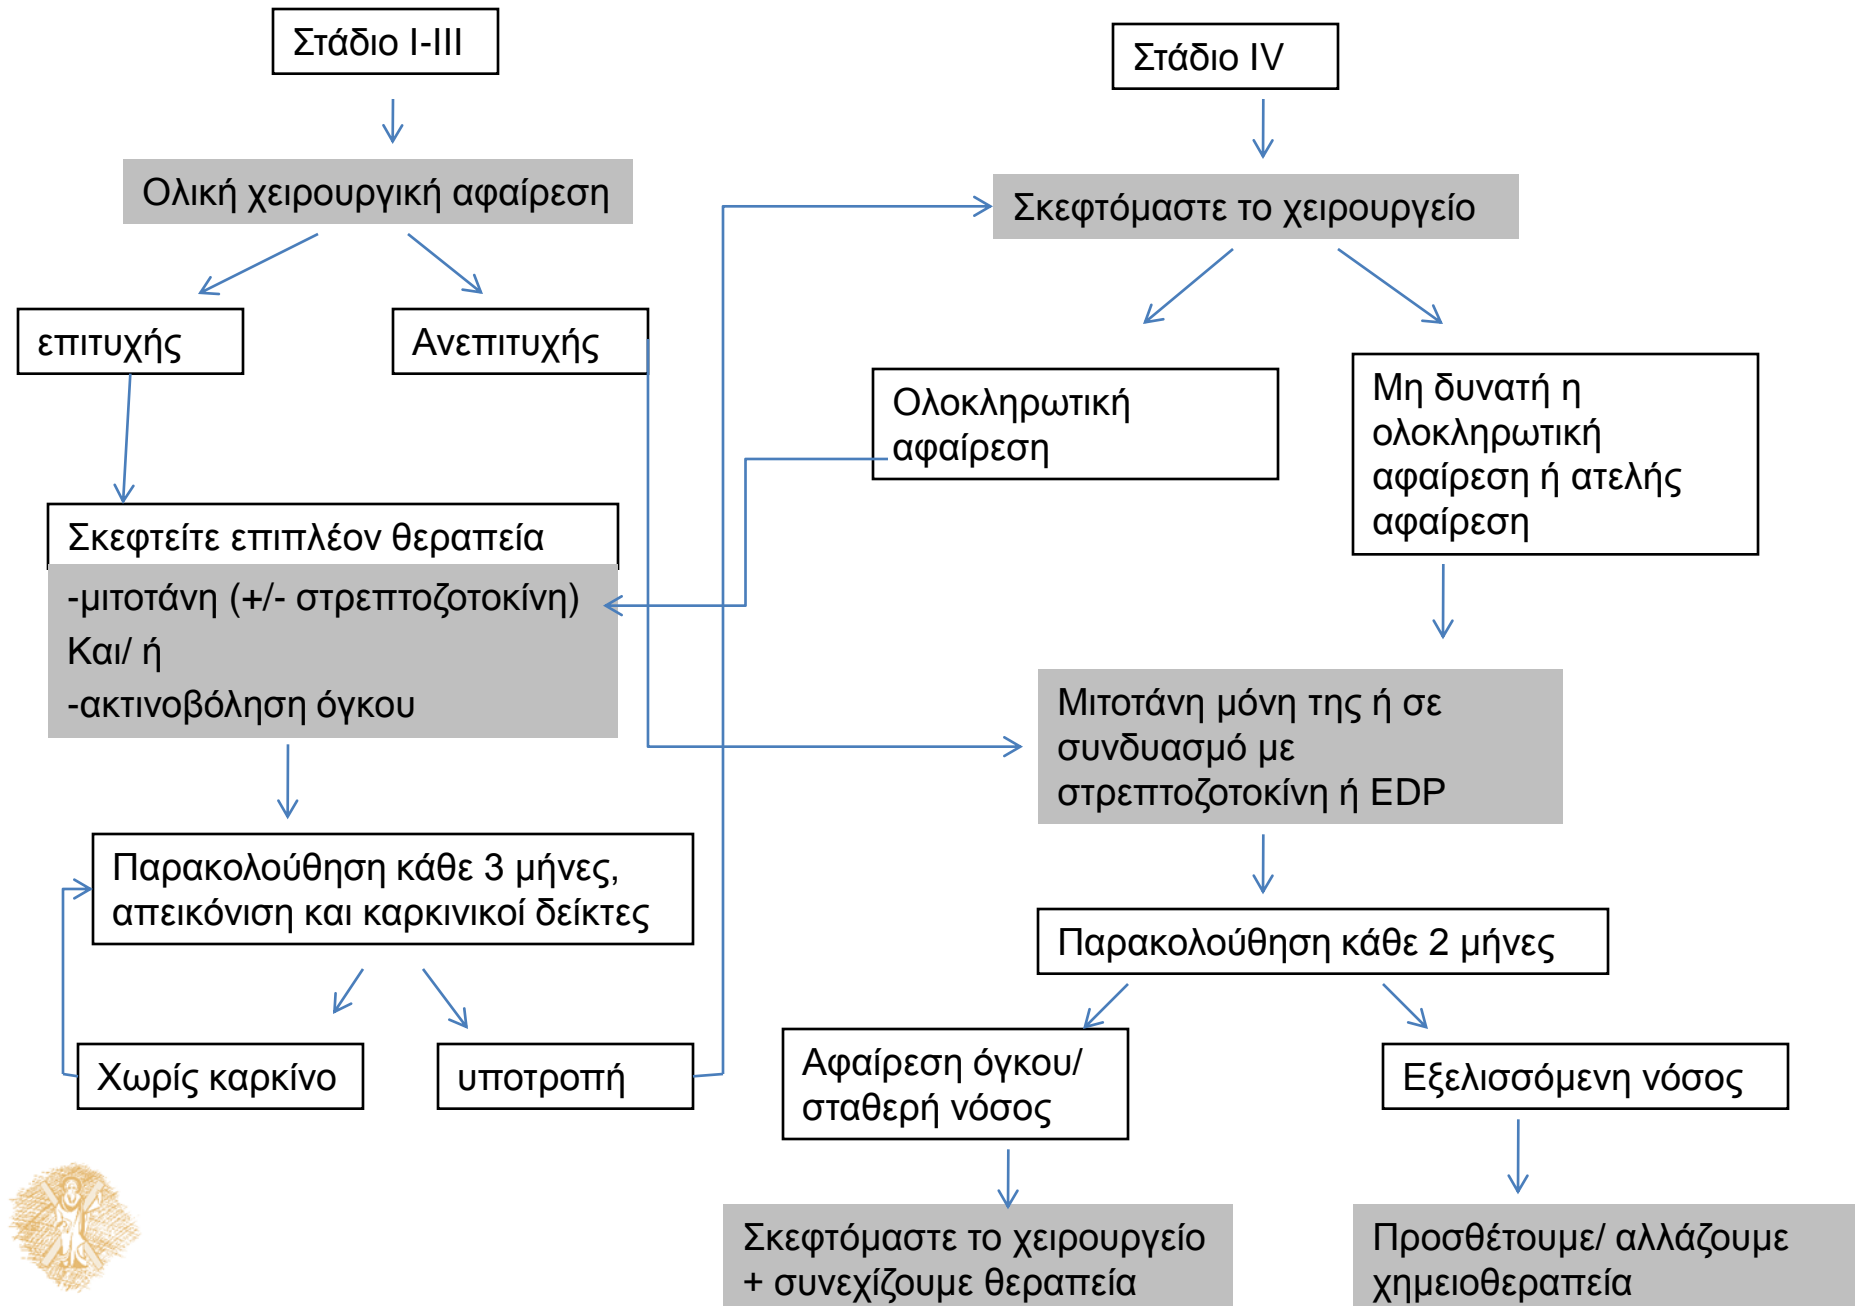 Στάδιο I-III
Στάδιο IV
Ολική χειρουργική αφαίρεση
Σκεφτόμαστε το χειρουργείο
επιτυχής
Ανεπιτυχής
Ολοκληρωτική
αφαίρεση
Μη δυνατή η
ολοκληρωτική
αφαίρεση ή ατελής
αφαίρεση
Σκεφτείτε επιπλέον θεραπεία
-μιτοτάνη (+/- στρεπτοζοτοκίνη)
Και/ ή
-ακτινοβόληση όγκου
Μιτοτάνη μόνη της ή σε
συνδυασμό με
στρεπτοζοτοκίνη ή EDP
Παρακολούθηση κάθε 3 μήνες,
απεικόνιση και καρκινικοί δείκτες
Παρακολούθηση κάθε 2 μήνες
Χωρίς καρκίνο
υποτροπή
Αφαίρεση όγκου/
σταθερή νόσος
Εξελισσόμενη νόσος
Σκεφτόμαστε το χειρουργείο
+ συνεχίζουμε θεραπεία
Προσθέτουμε/ αλλάζουμε
χημειοθεραπεία